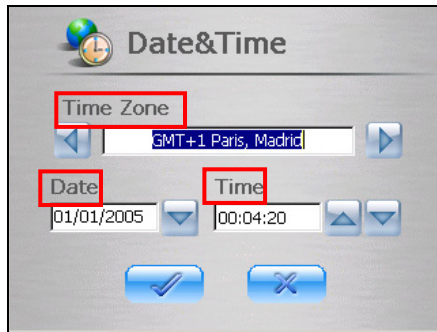 Date&Time
Time Zone
GMT+1 Paris, Madrid
Date Time
01/01/2005 00:04:20